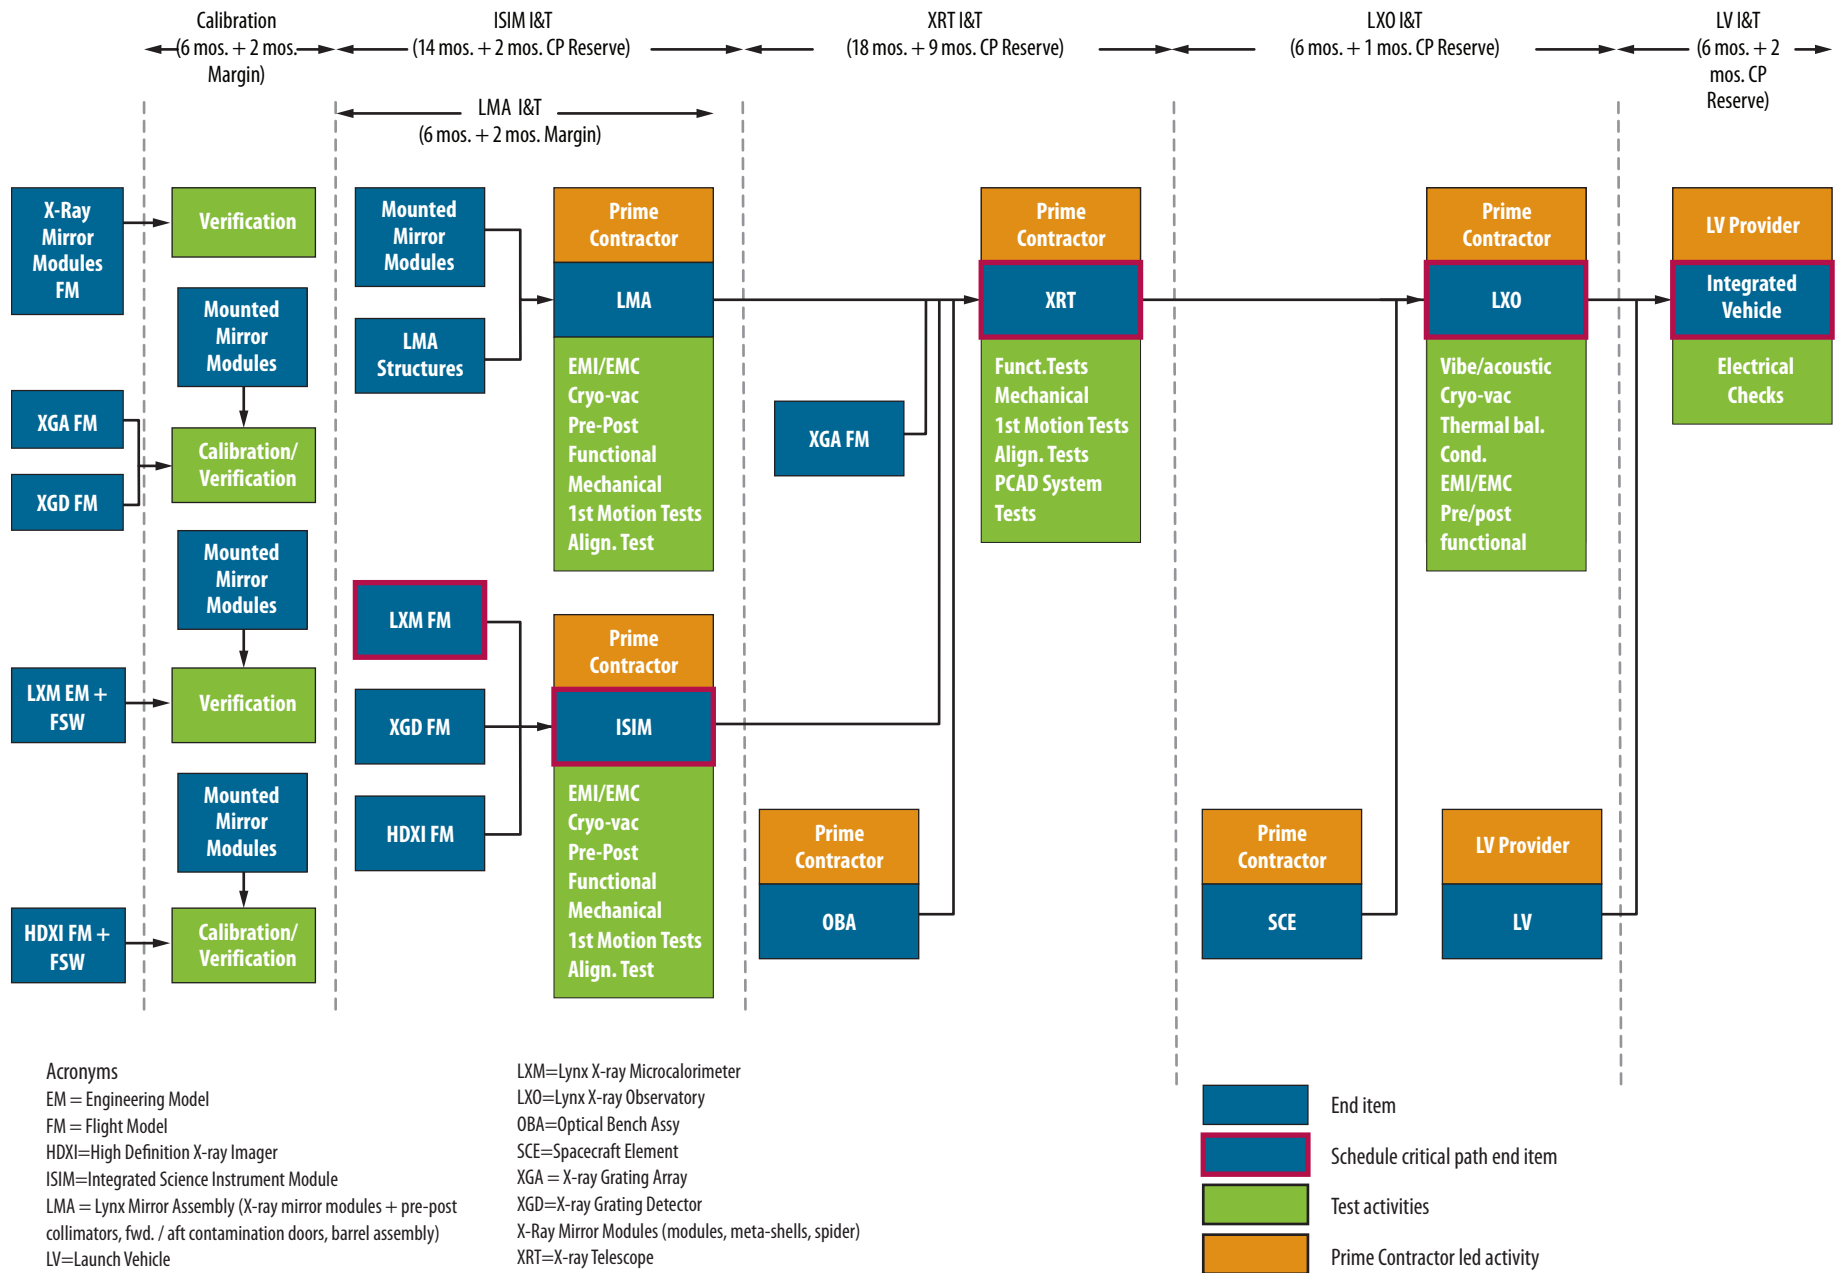 Calibration
(6 mos. + 2 mos.
Margin)
ISIM I&T
(14 mos. + 2 mos. CP Reserve)
XRT I&T
(18 mos. + 9 mos. CP Reserve)
LXO I&T
(6 mos. + 1 mos. CP Reserve)
LV I&T
(6 mos. + 2
mos. CP
Reserve)
LMA I&T
(6 mos. + 2 mos. Margin)
X-Ray
Mirror
Modules
FM
Verification
Mounted
Mirror
Modules
XGA FM
XGD FM
Calibration/
Verification
Mounted
Mirror
Modules
LXM EM +
FSW
Verification
Mounted
Mirror
Modules
HDXI FM +
FSW
Calibration/
Verification
Mounted
Mirror
Modules
LMA
Structures
Prime
Contractor
LMA
EMI/EMC
Cryo-vac
Pre-Post
Functional
Mechanical
1st Motion Tests
Align. Test
LXM FM
XGD FM
HDXI FM
Prime
Contractor
ISIM
EMI/EMC
Cryo-vac
Pre-Post
Functional
Mechanical
1st Motion Tests
Align. Test
XGA FM
Prime
Contractor
OBA
Prime
Contractor
XRT
Funct.Tests
Mechanical
1st Motion Tests
Align. Tests
PCAD System
Tests
Prime
Contractor
SCE
Prime
Contractor
LXO
Vibe/acoustic
Cryo-vac
Thermal bal.
Cond.
EMI/EMC
Pre/post
functional
LV Provider
LV
LV Provider
Integrated
Vehicle
Electrical
Checks
Acronyms
EM = Engineering Model
FM = Flight Model
HDXI=High Definition X-ray Imager
ISIM=Integrated Science Instrument Module
LMA = Lynx Mirror Assembly (X-ray mirror modules + pre-post
collimators, fwd. / aft contamination doors, barrel assembly)
LV=Launch Vehicle
LXM=Lynx X-ray Microcalorimeter
LXO=Lynx X-ray Observatory
OBA=Optical Bench Assy
SCE=Spacecraft Element
XGA = X-ray Grating Array
XGD=X-ray Grating Detector
X-Ray Mirror Modules (modules, meta-shells, spider)
XRT=X-ray Telescope
End item
Schedule critical path end item
Test activities
Prime Contractor led activity